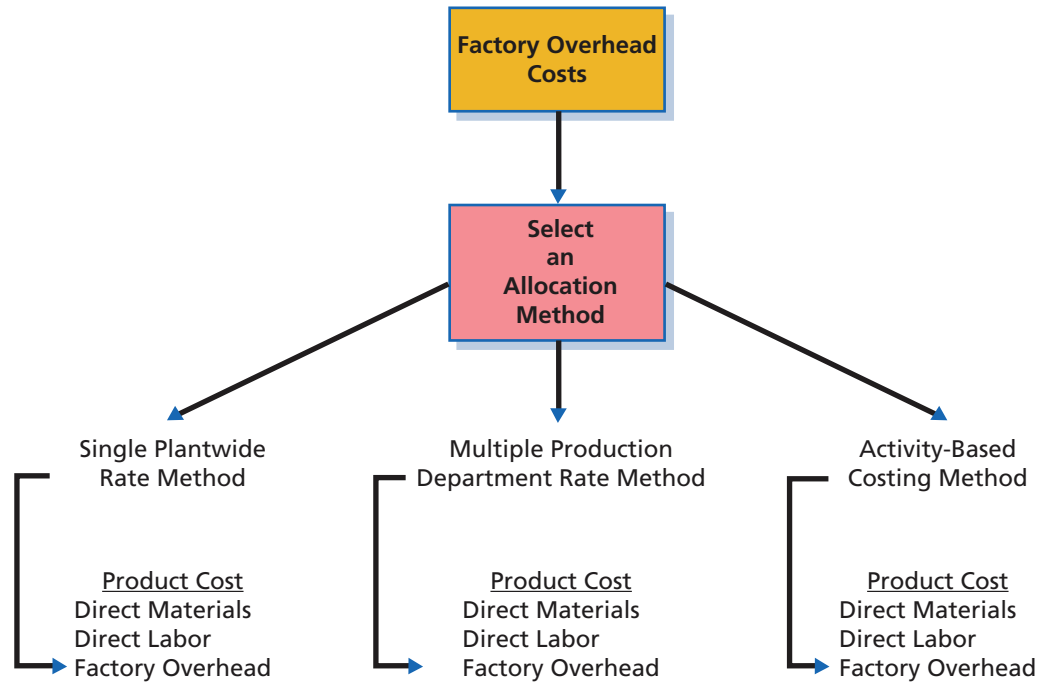 Factory Overhead
Costs
Select
an
Allocation
Method
Single Plantwide
Rate Method
Product Cost
Direct Materials
Direct Labor
Factory Overhead
Multiple Production
Department Rate Method
Product Cost
Direct Materials
Direct Labor
Factory Overhead
Activity-Based
Costing Method
Product Cost
Direct Materials
Direct Labor
Factory Overhead